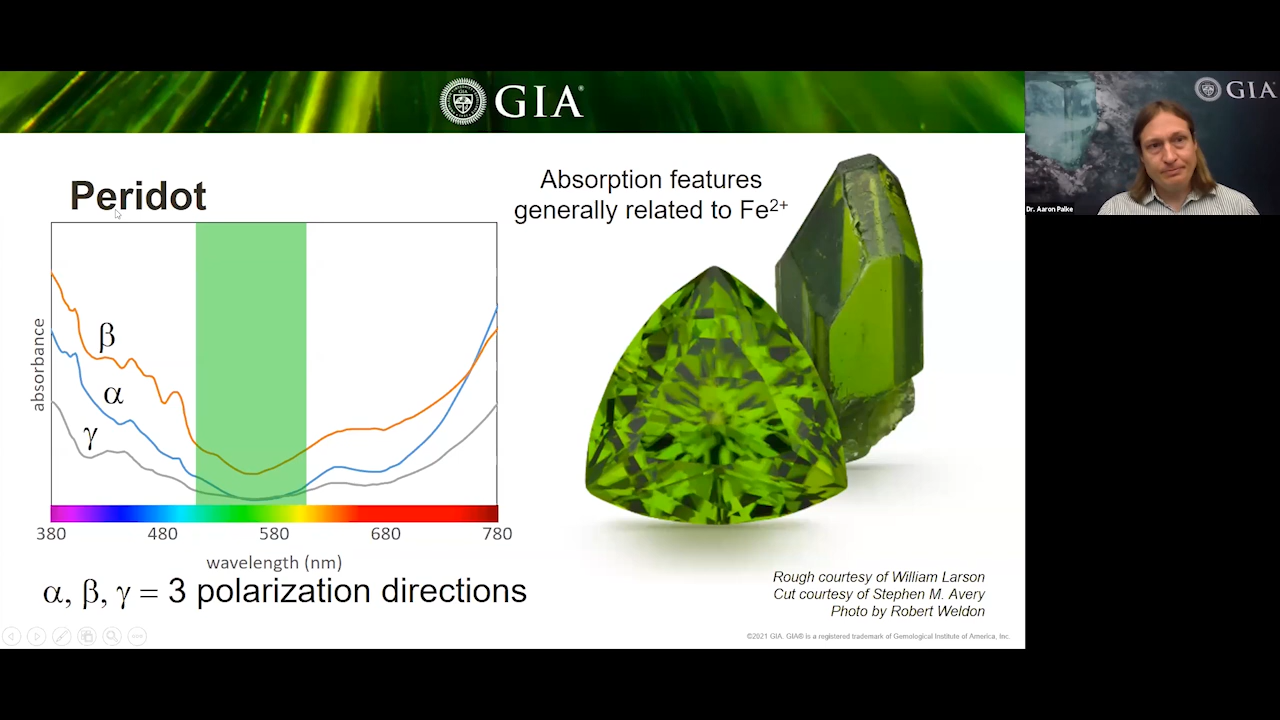 GIA®
GIA
Dr. Aaron Palke
Peridot
Absorption features
generally related to Fe²⁺
absorbance
β
α
γ
380 480 580 680 780
wavelength (nm)
α, β, γ = 3 polarization directions
Rough courtesy of William Larson
Cut courtesy of Stephen M. Avery
Photo by Robert Weldon
©2021 GIA. GIA® is a registered trademark of Gemological Institute of America, Inc.